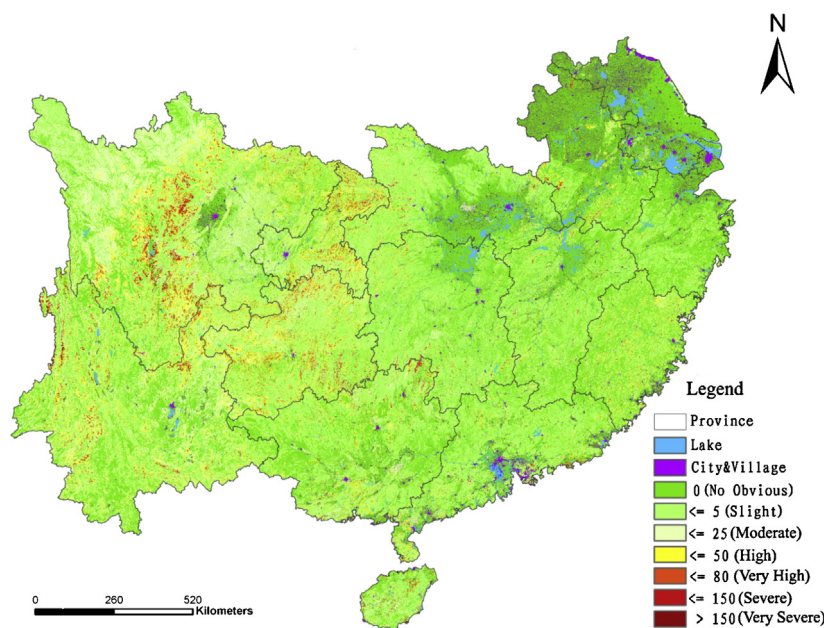 N
Legend
Province
Lake
City&Village
0 (No Obvious)
<= 5 (Slight)
<= 25 (Moderate)
<= 50 (High)
<= 80 (Very High)
<= 150 (Severe)
> 150 (Very Severe)
0 260 520
Kilometers